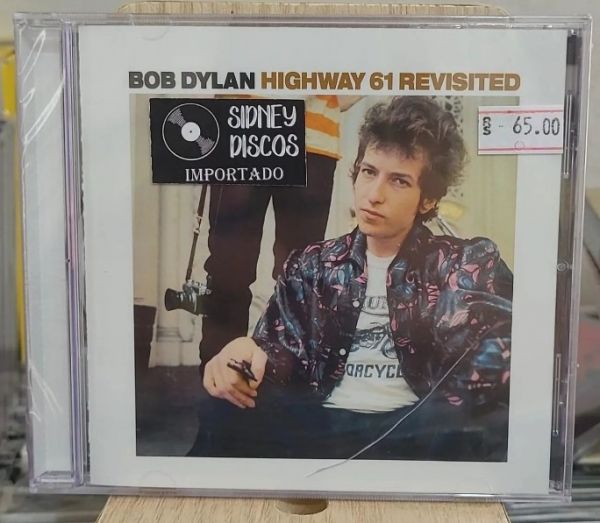 BOB DYLAN HIGHWAY 61 REVISITED
SIDNEY
DISCOS
IMPORTADO
R$ - 65.00